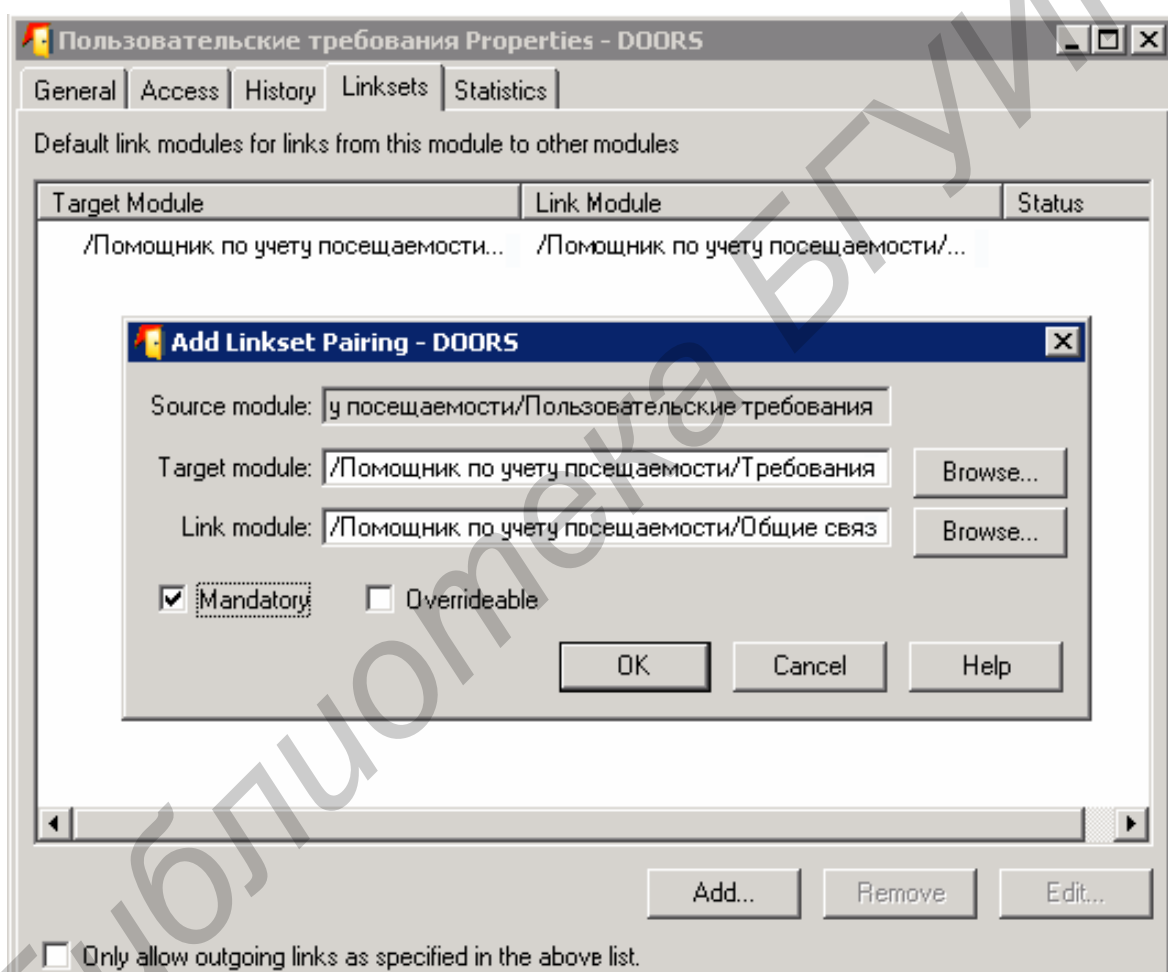 Пользовательские требования Properties - DOORS
General Access History Linksets Statistics
Default link modules for links from this module to other modules
Target Module Link Module Status
/Помощник по учету посещаемости... /Помощник по учету посещаемости/...
Add Linkset Pairing - DOORS
Source module: у посещаемости/Пользовательские требования
Target module: /Помощник по учету посещаемости/Требования Browse...
Link module: /Помощник по учету посещаемости/Общие связ Browse...
Mandatory Overrideable
OK Cancel Help
Add... Remove Edit...
Only allow outgoing links as specified in the above list.
блиотека БГУИ